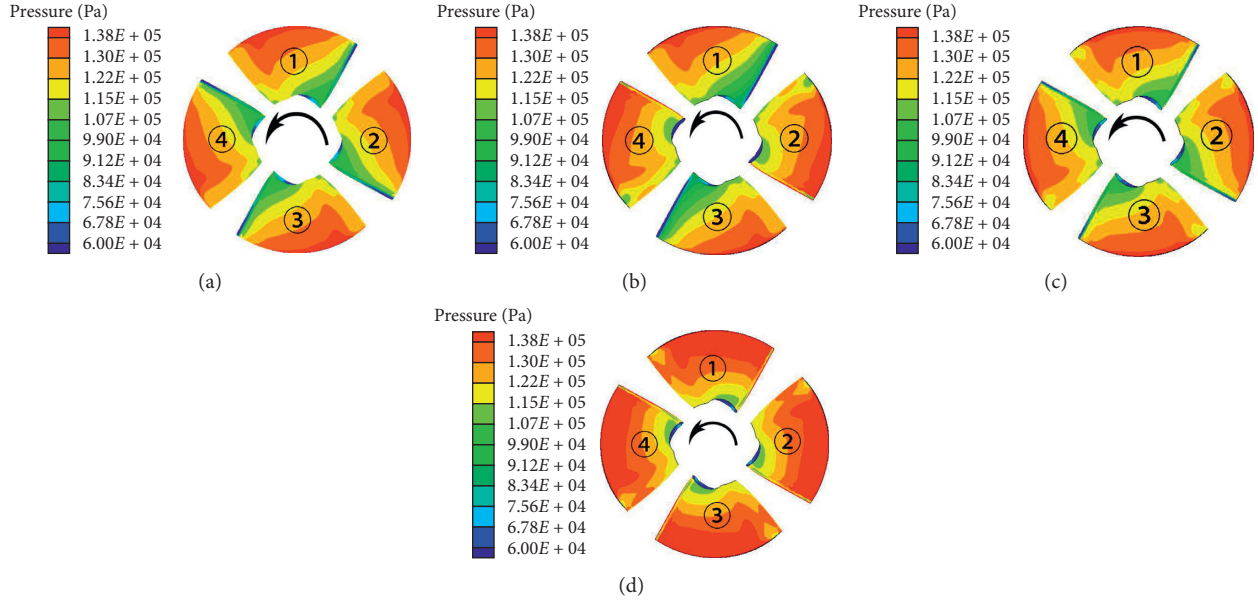 Pressure (Pa)
1.38E + 05
1.30E + 05
1.22E + 05
1.15E + 05
1.07E + 05
9.90E + 04
9.12E + 04
8.34E + 04
7.56E + 04
6.78E + 04
6.00E + 04
1
2
3
4
(a)
Pressure (Pa)
1.38E + 05
1.30E + 05
1.22E + 05
1.15E + 05
1.07E + 05
9.90E + 04
9.12E + 04
8.34E + 04
7.56E + 04
6.78E + 04
6.00E + 04
1
2
3
4
(b)
Pressure (Pa)
1.38E + 05
1.30E + 05
1.22E + 05
1.15E + 05
1.07E + 05
9.90E + 04
9.12E + 04
8.34E + 04
7.56E + 04
6.78E + 04
6.00E + 04
1
2
3
4
(c)
Pressure (Pa)
1.38E + 05
1.30E + 05
1.22E + 05
1.15E + 05
1.07E + 05
9.90E + 04
9.12E + 04
8.34E + 04
7.56E + 04
6.78E + 04
6.00E + 04
1
2
3
4
(d)